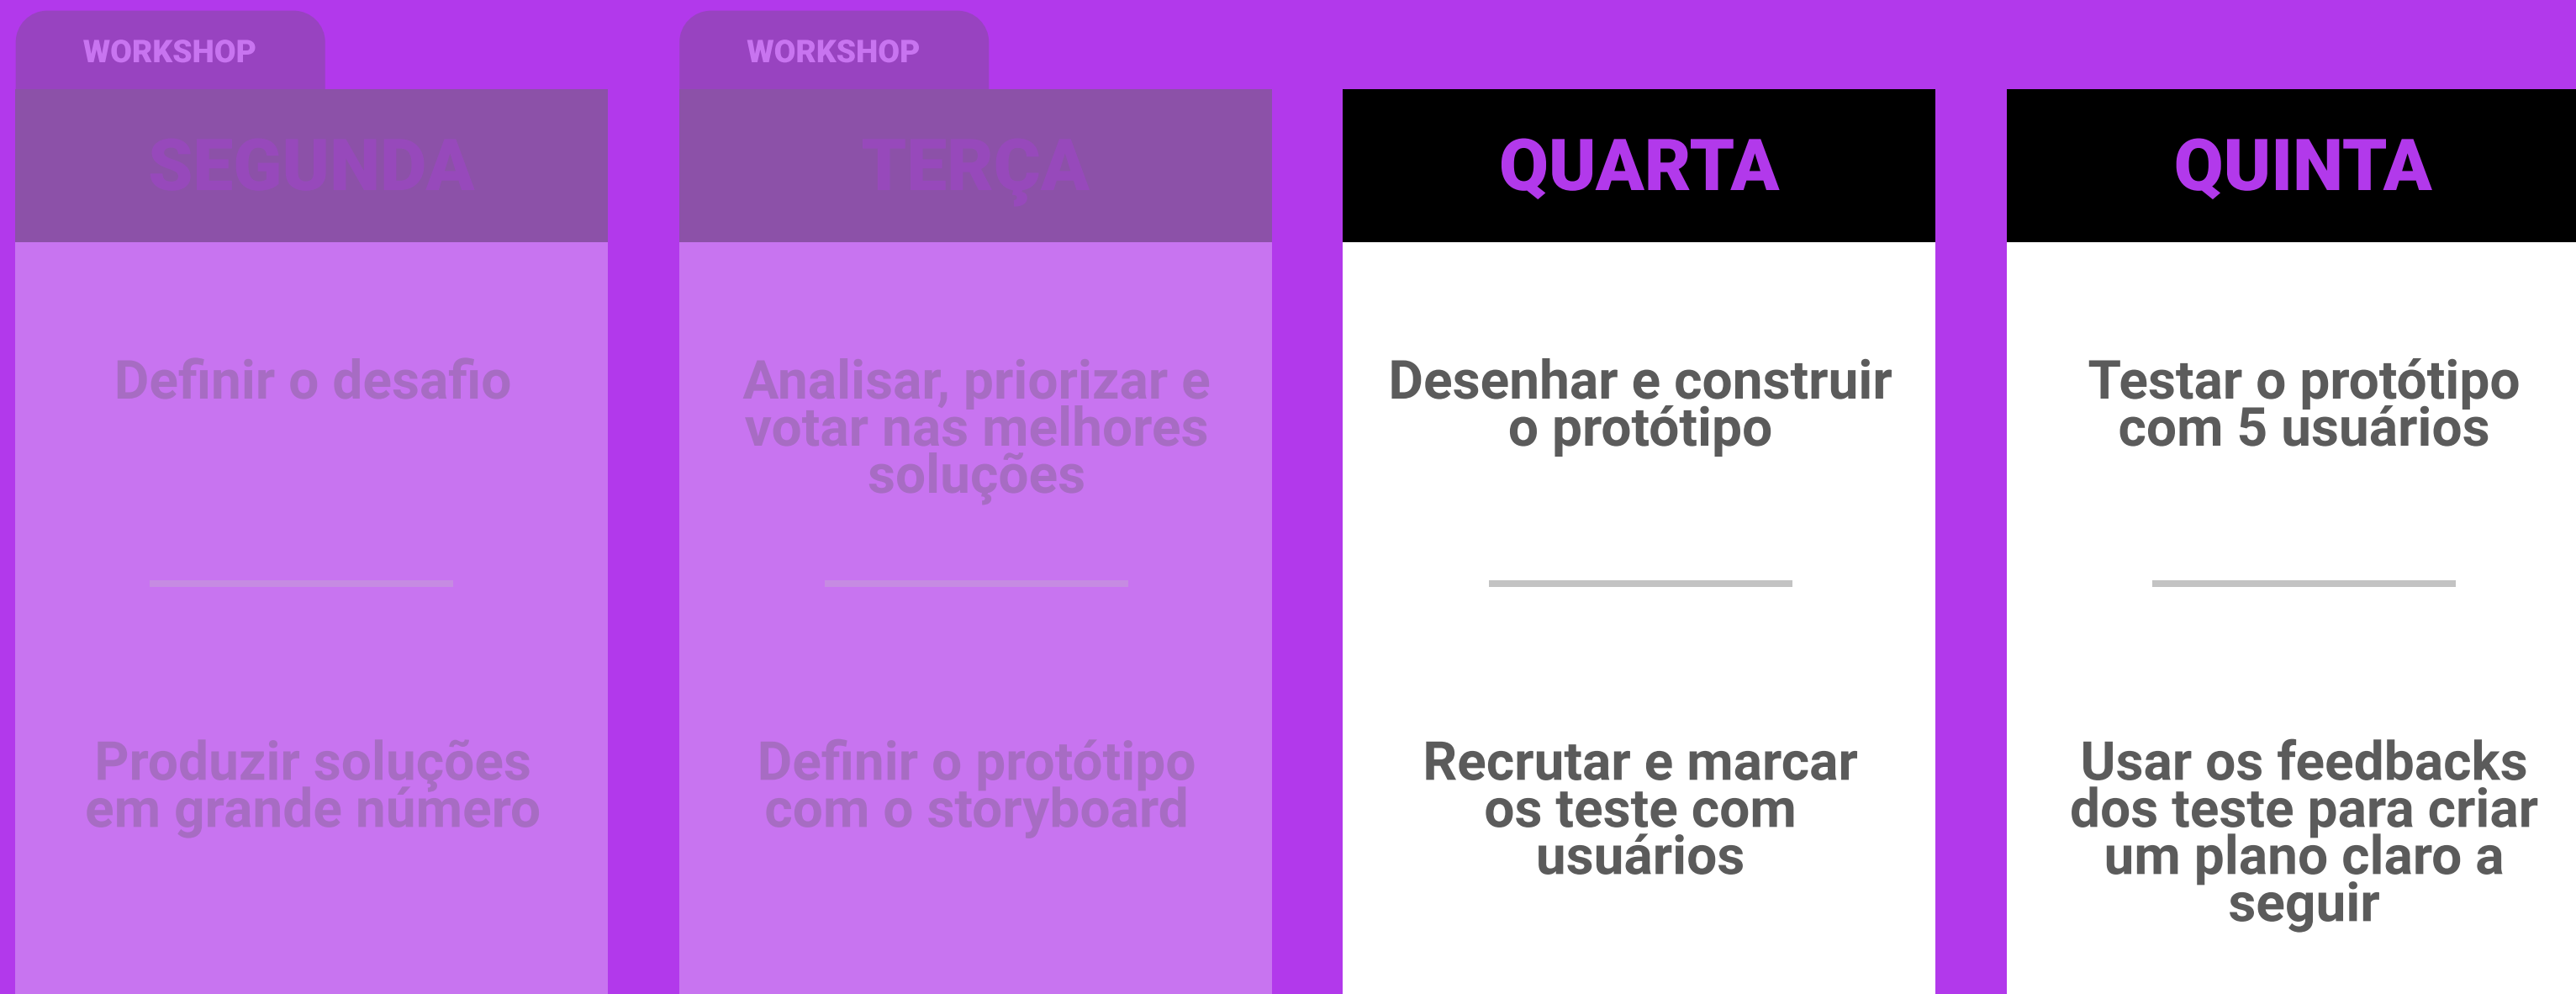 WORKSHOP
SEGUNDA
Definir o desafio
Produzir soluções
em grande número
WORKSHOP
TERÇA
Analisar, priorizar e
votar nas melhores
soluções
Definir o protótipo
com o storyboard
QUARTA
Desenhar e construir
o protótipo
Recrutar e marcar
os teste com
usuários
QUINTA
Testar o protótipo
com 5 usuários
Usar os feedbacks
dos teste para criar
um plano claro a
seguir